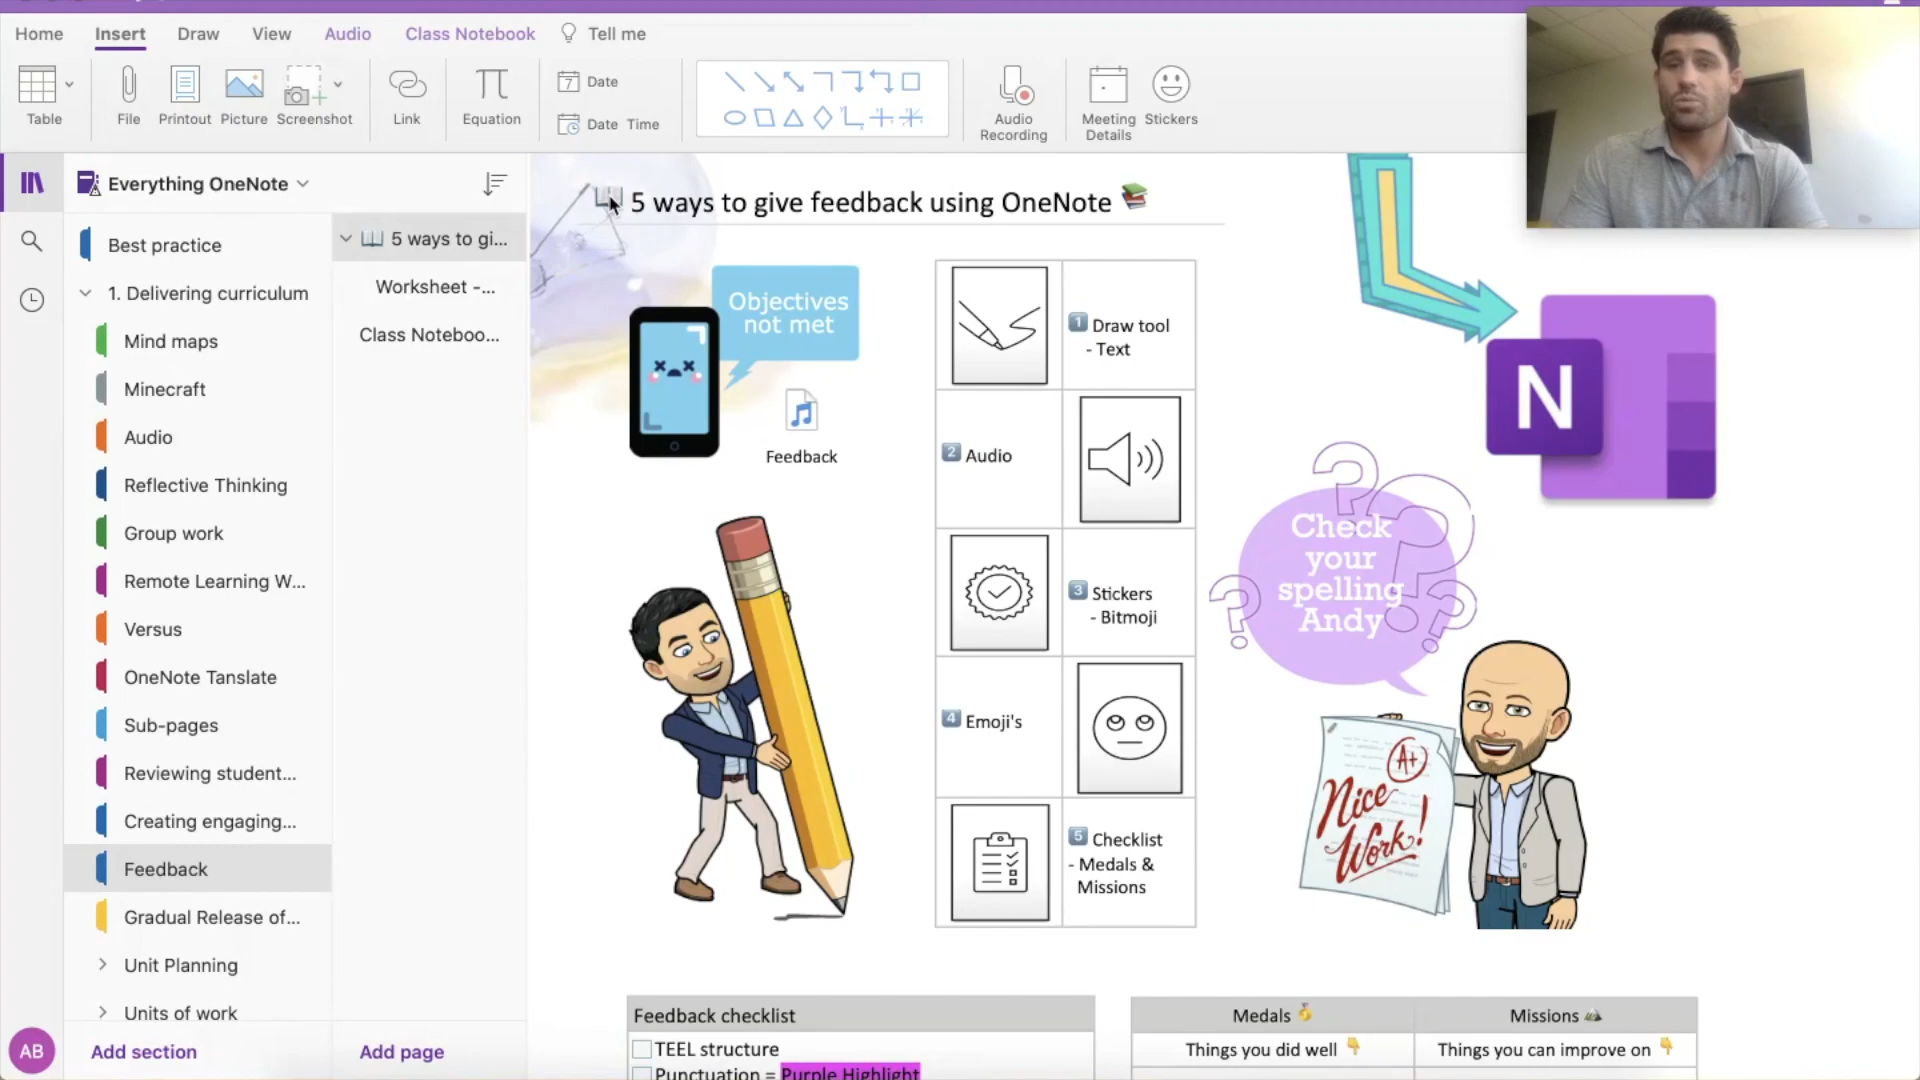 Home Insert Draw View Audio Class Notebook Tell me
Table
File
Printout
Picture
Screenshot
Link
Equation
7 Date
Date Time
Audio
Recording
Meeting
Details
Stickers
Everything OneNote
Best practice
1. Delivering curriculum
Mind maps
Minecraft
Audio
Reflective Thinking
Group work
Remote Learning W...
Versus
OneNote Tanslate
Sub-pages
Reviewing student...
Creating engaging...
Feedback
Gradual Release of...
Unit Planning
Units of work
AB
Add section
5 ways to gi...
Worksheet -...
Class Noteboo...
Add page
5 ways to give feedback using OneNote
Objectives
not met
Feedback
1 Draw tool
- Text
2 Audio
3 Stickers
- Bitmoji
4 Emoji's
5 Checklist
- Medals &
Missions
N
Check
your
spelling
Andy
A+
Nice
Work!
Feedback checklist
TEEL structure
Punctuation = Purple Highlight
Medals
Missions
Things you did well
Things you can improve on